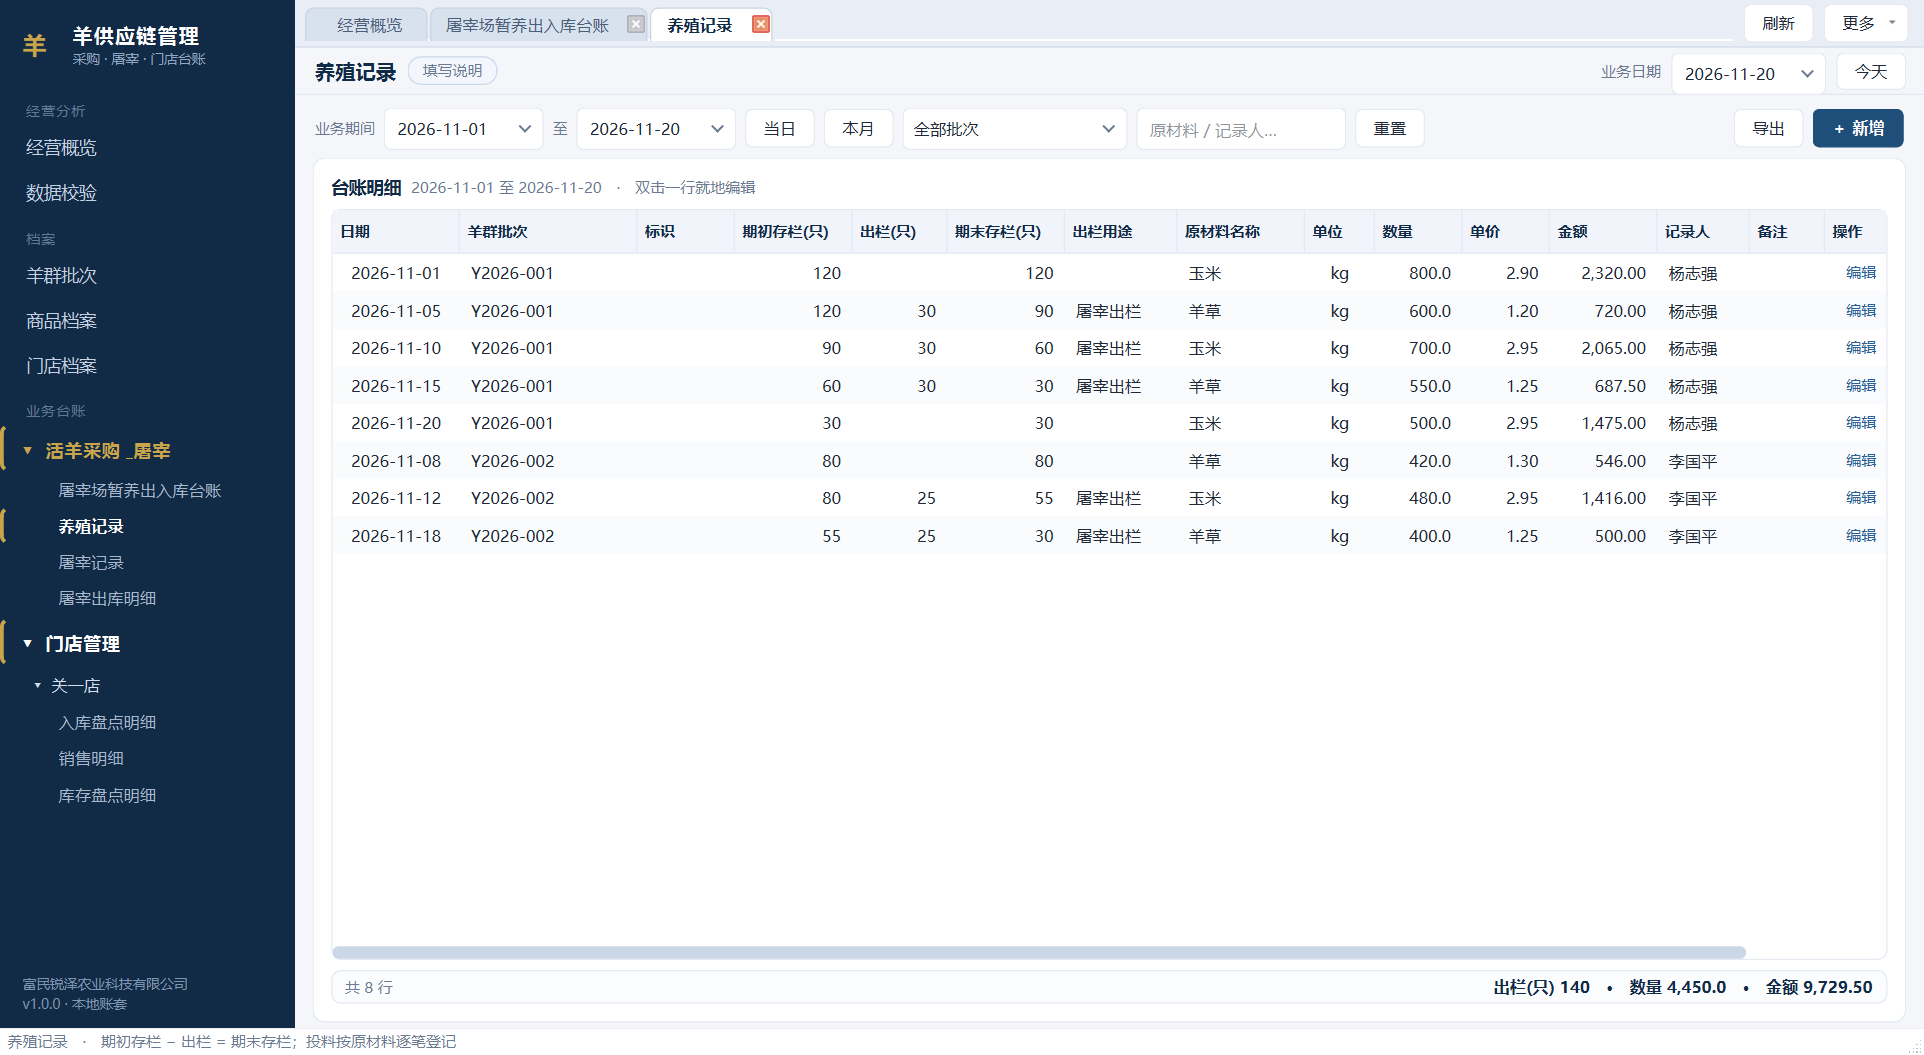 羊
羊供应链管理
采购 · 屠宰 · 门店台账
经营分析
经营概览
数据校验
档案
羊群批次
商品档案
门店档案
业务台账
活羊采购 _屠宰
屠宰场暂养出入库台账
养殖记录
屠宰记录
屠宰出库明细
门店管理
关一店
入库盘点明细
销售明细
库存盘点明细
富民锐泽农业科技有限公司
v1.0.0 · 本地账套
经营概览 屠宰场暂养出入库台账 养殖记录 刷新 更多
养殖记录 填写说明 业务日期 2026-11-20 今天
业务期间 2026-11-01 至 2026-11-20 当日 本月 全部批次 原材料 / 记录人... 重置 导出 + 新增
台账明细 2026-11-01 至 2026-11-20 · 双击一行就地编辑
日期 羊群批次 标识 期初存栏(只) 出栏(只) 期末存栏(只) 出栏用途 原材料名称 单位 数量 单价 金额 记录人 备注 操作
2026-11-01 Y2026-001 120 120 玉米 kg 800.0 2.90 2,320.00 杨志强 编辑
2026-11-05 Y2026-001 120 30 90 屠宰出栏 羊草 kg 600.0 1.20 720.00 杨志强 编辑
2026-11-10 Y2026-001 90 30 60 屠宰出栏 玉米 kg 700.0 2.95 2,065.00 杨志强 编辑
2026-11-15 Y2026-001 60 30 30 屠宰出栏 羊草 kg 550.0 1.25 687.50 杨志强 编辑
2026-11-20 Y2026-001 30 30 玉米 kg 500.0 2.95 1,475.00 杨志强 编辑
2026-11-08 Y2026-002 80 80 羊草 kg 420.0 1.30 546.00 李国平 编辑
2026-11-12 Y2026-002 80 25 55 屠宰出栏 玉米 kg 480.0 2.95 1,416.00 李国平 编辑
2026-11-18 Y2026-002 55 25 30 屠宰出栏 羊草 kg 400.0 1.25 500.00 李国平 编辑
共 8 行 出栏(只) 140 • 数量 4,450.0 • 金额 9,729.50
养殖记录 · 期初存栏 − 出栏 = 期末存栏；投料按原材料逐笔登记